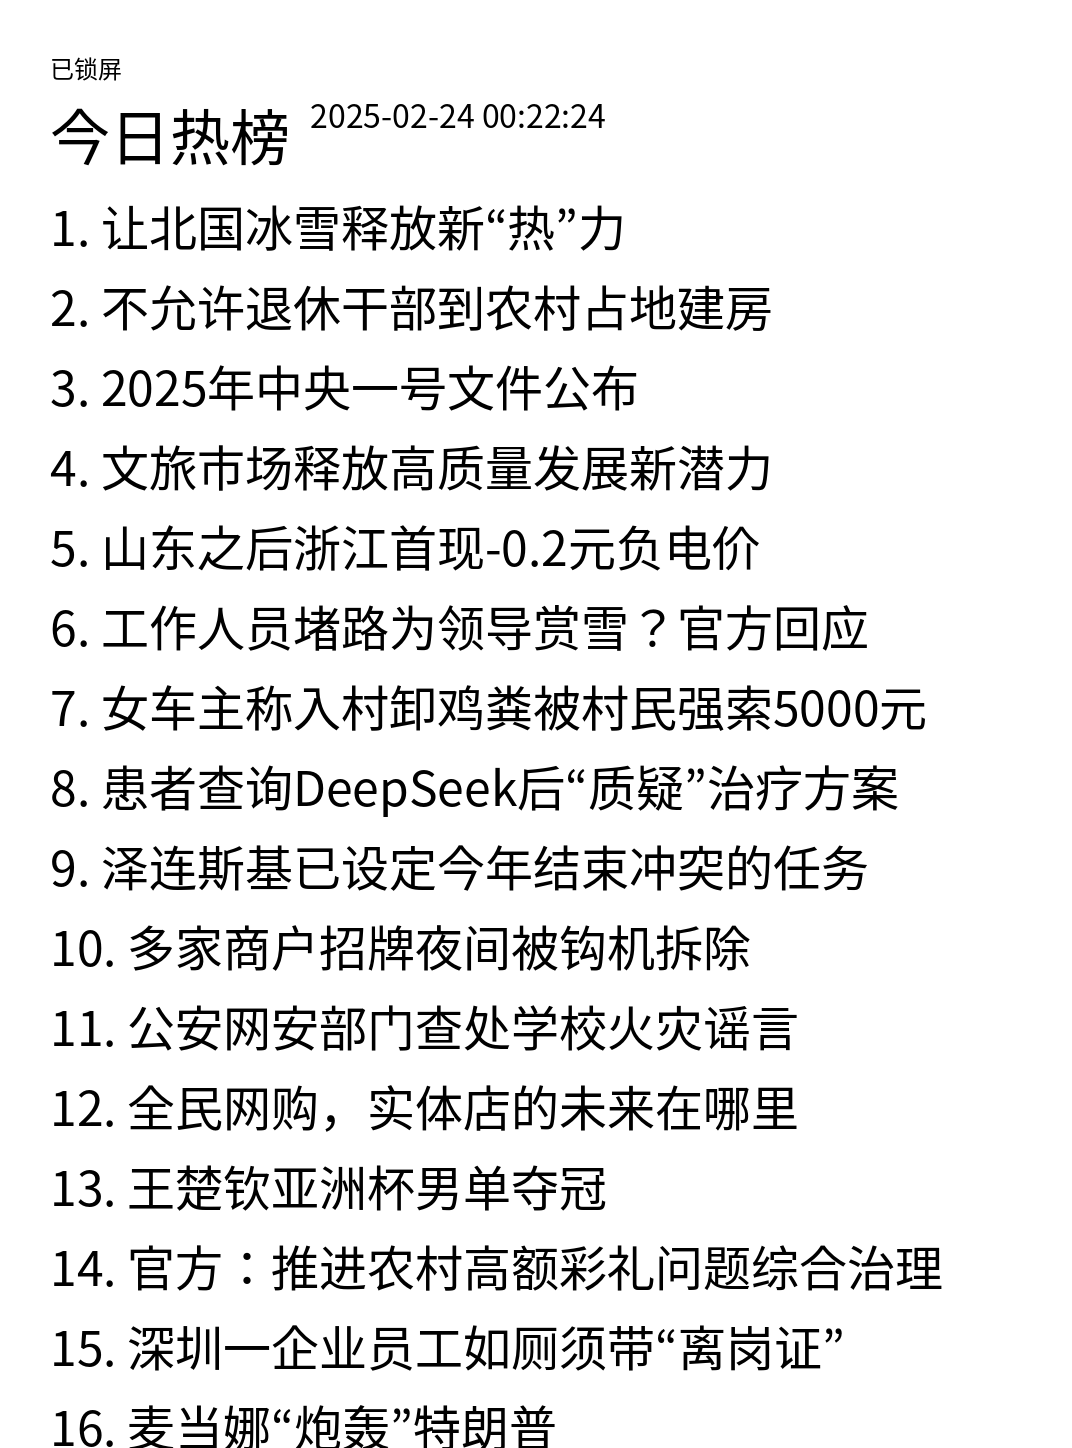 已锁屏
今日热榜 2025-02-24 00:22:24
1. 让北国冰雪释放新“热”力
2. 不允许退休干部到农村占地建房
3. 2025年中央一号文件公布
4. 文旅市场释放高质量发展新潜力
5. 山东之后浙江首现-0.2元负电价
6. 工作人员堵路为领导赏雪？官方回应
7. 女车主称入村卸鸡粪被村民强索5000元
8. 患者查询DeepSeek后“质疑”治疗方案
9. 泽连斯基已设定今年结束冲突的任务
10. 多家商户招牌夜间被钩机拆除
11. 公安网安部门查处学校火灾谣言
12. 全民网购，实体店的未来在哪里
13. 王楚钦亚洲杯男单夺冠
14. 官方：推进农村高额彩礼问题综合治理
15. 深圳一企业员工如厕须带“离岗证”
16. 麦当娜“炮轰”特朗普